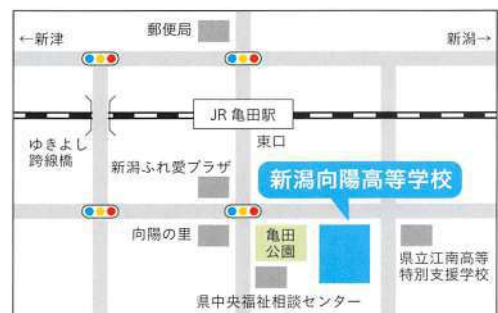 ←新津
郵便局
新潟→
JR 亀田駅
東口
ゆきよし
跨線橋
新潟ふれ愛プラザ
新潟向陽高等学校
向陽の里
亀田
公園
県立江南高等
特別支援学校
県中央福祉相談センター